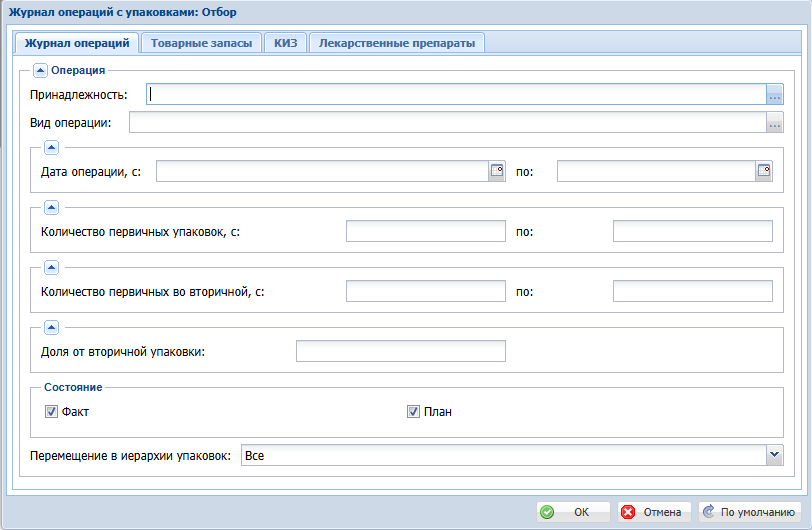 Журнал операций с упаковками: Отбор
Журнал операций Товарные запасы КИЗ Лекарственные препараты
Операция
Принадлежность: ...
Вид операции: ...
Дата операции, с: по:
Количество первичных упаковок, с: по:
Количество первичных во вторичной, с: по:
Доля от вторичной упаковки:
Состояние
Факт План
Перемещение в иерархии упаковок: Все
OK Отмена По умолчанию